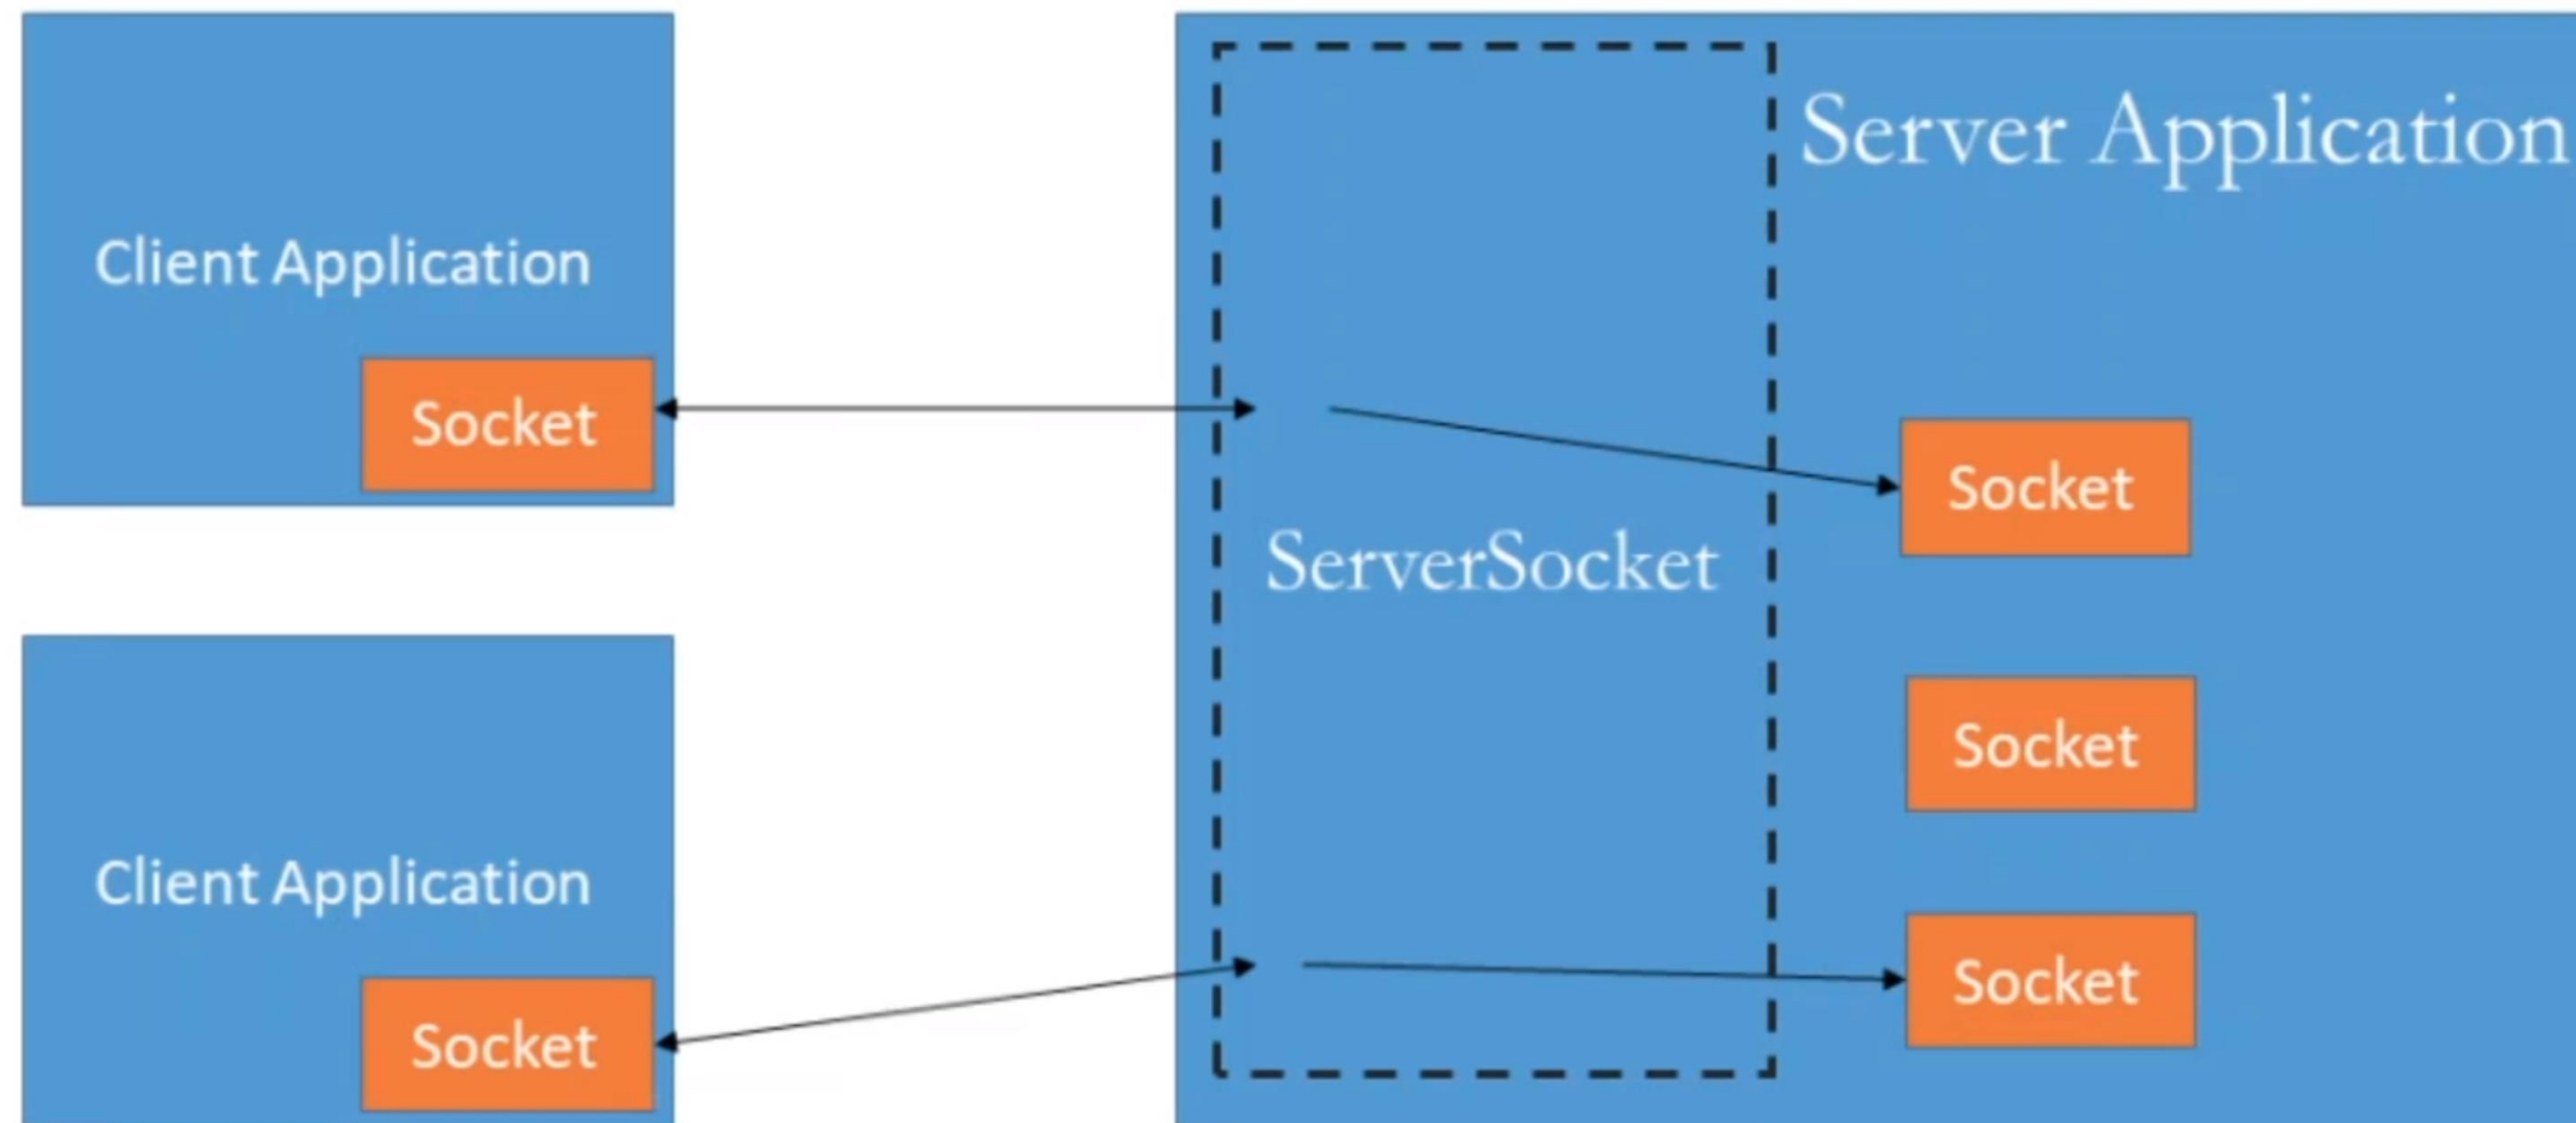 Client Application
Socket
Client Application
Socket
Server Application
ServerSocket
Socket
Socket
Socket